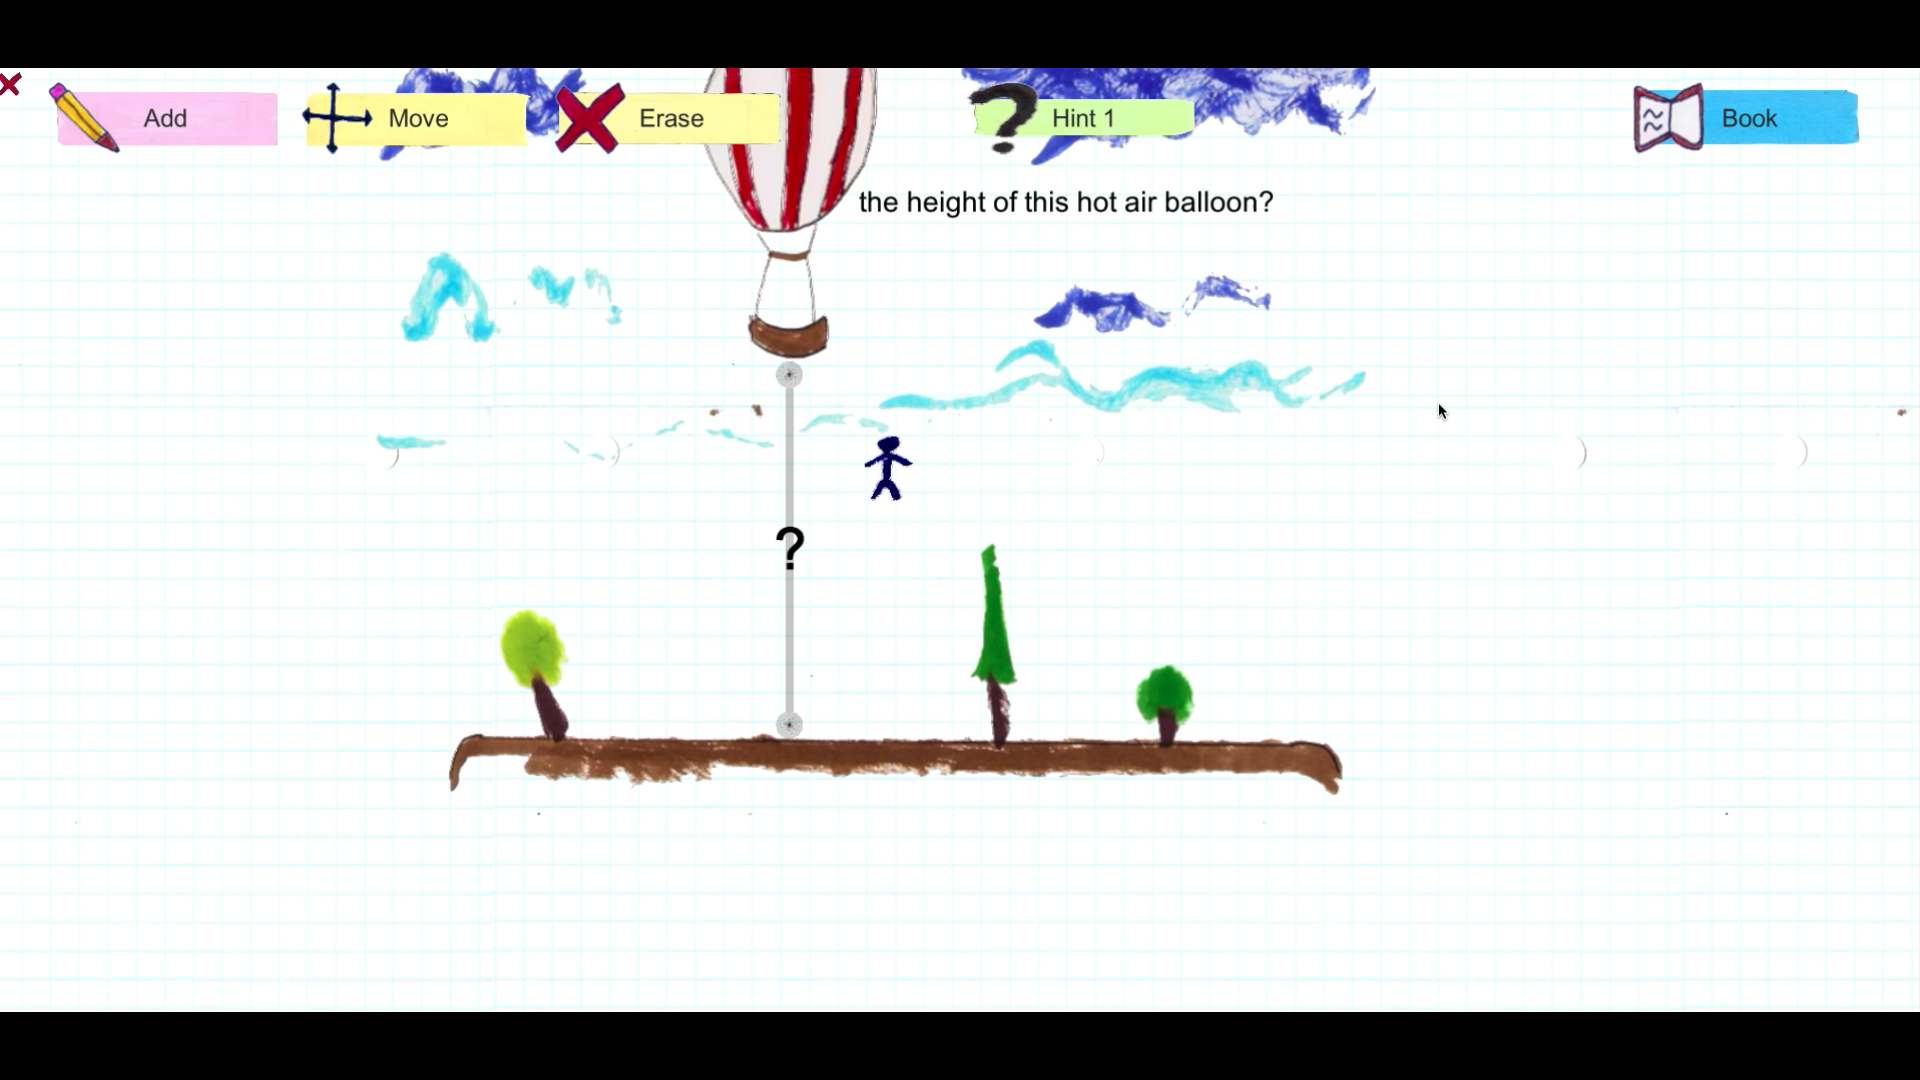 Add
Move
Erase
Hint 1
Book
the height of this hot air balloon?
?